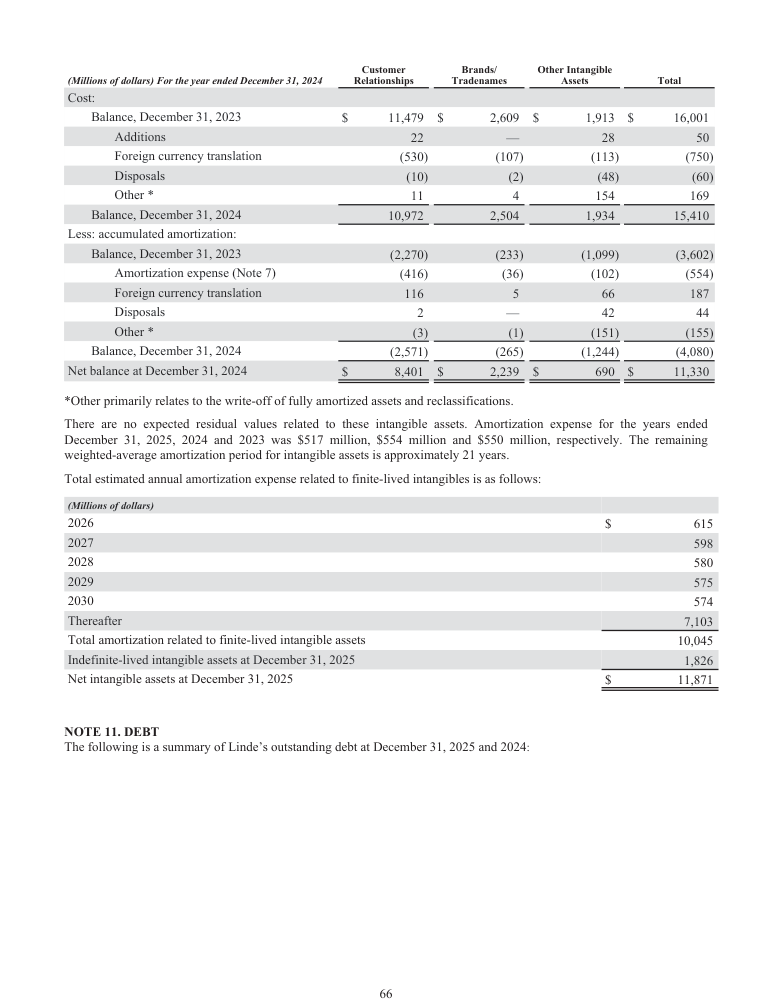 (Millions of dollars) For the year ended December 31, 2024 Customer Relationships Brands/ Tradenames Other Intangible Assets Total
Cost:
Balance, December 31, 2023 $ 11,479 $ 2,609 $ 1,913 $ 16,001
Additions 22 — 28 50
Foreign currency translation (530) (107) (113) (750)
Disposals (10) (2) (48) (60)
Other * 11 4 154 169
Balance, December 31, 2024 10,972 2,504 1,934 15,410
Less: accumulated amortization:
Balance, December 31, 2023 (2,270) (233) (1,099) (3,602)
Amortization expense (Note 7) (416) (36) (102) (554)
Foreign currency translation 116 5 66 187
Disposals 2 — 42 44
Other * (3) (1) (151) (155)
Balance, December 31, 2024 (2,571) (265) (1,244) (4,080)
Net balance at December 31, 2024 $ 8,401 $ 2,239 $ 690 $ 11,330
*Other primarily relates to the write-off of fully amortized assets and reclassifications.
There are no expected residual values related to these intangible assets. Amortization expense for the years ended
December 31, 2025, 2024 and 2023 was $517 million, $554 million and $550 million, respectively. The remaining
weighted-average amortization period for intangible assets is approximately 21 years.
Total estimated annual amortization expense related to finite-lived intangibles is as follows:
(Millions of dollars)
2026 $ 615
2027 598
2028 580
2029 575
2030 574
Thereafter 7,103
Total amortization related to finite-lived intangible assets 10,045
Indefinite-lived intangible assets at December 31, 2025 1,826
Net intangible assets at December 31, 2025 $ 11,871
NOTE 11. DEBT
The following is a summary of Linde's outstanding debt at December 31, 2025 and 2024:
66